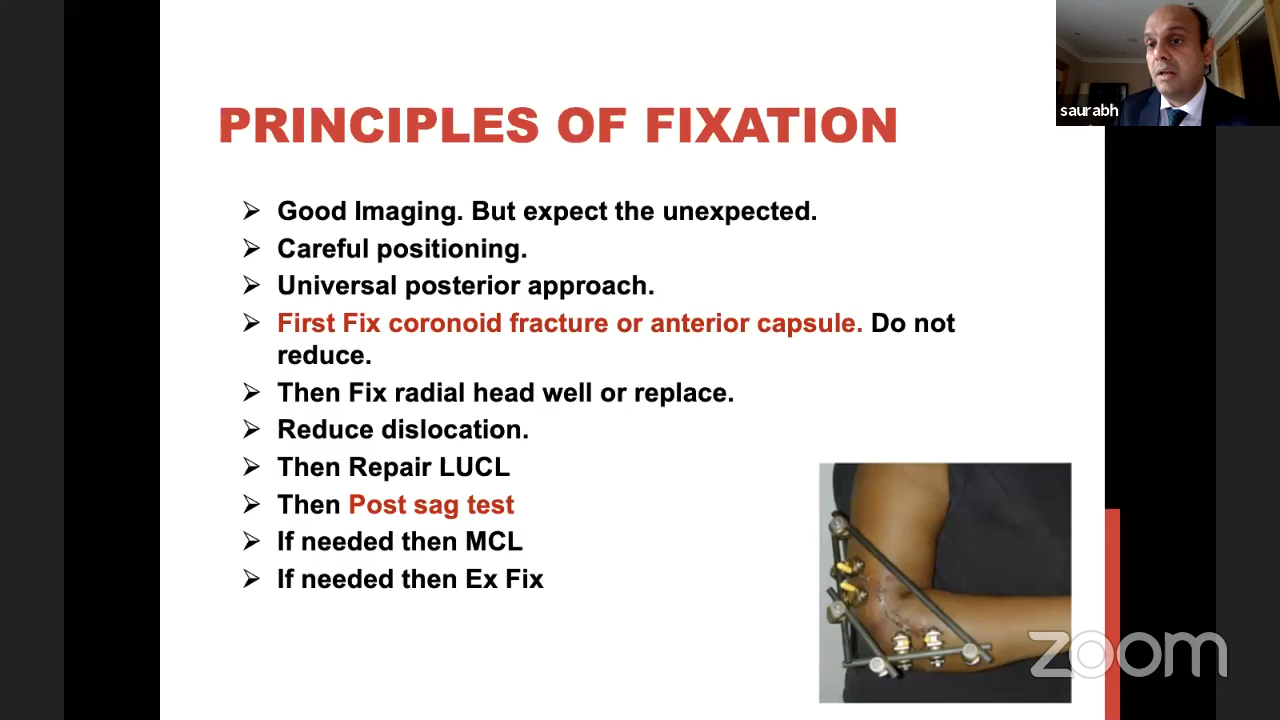 PRINCIPLES OF FIXATION
saurabh
➢ Good Imaging. But expect the unexpected.
➢ Careful positioning.
➢ Universal posterior approach.
➢ First Fix coronoid fracture or anterior capsule. Do not
reduce.
➢ Then Fix radial head well or replace.
➢ Reduce dislocation.
➢ Then Repair LUCL
➢ Then Post sag test
➢ If needed then MCL
➢ If needed then Ex Fix
zoom